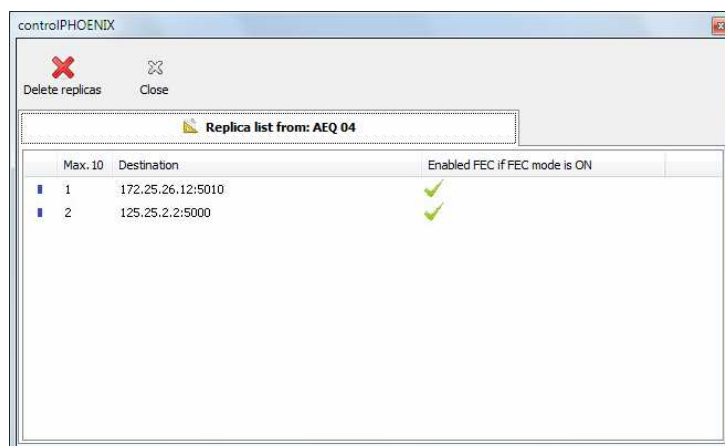 controlPHOENIX
Delete replicas Close
Replica list from: AEQ 04
Max. 10 Destination Enabled FEC if FEC mode is ON
1 172.25.26.12:5010
2 125.25.2.2:5000